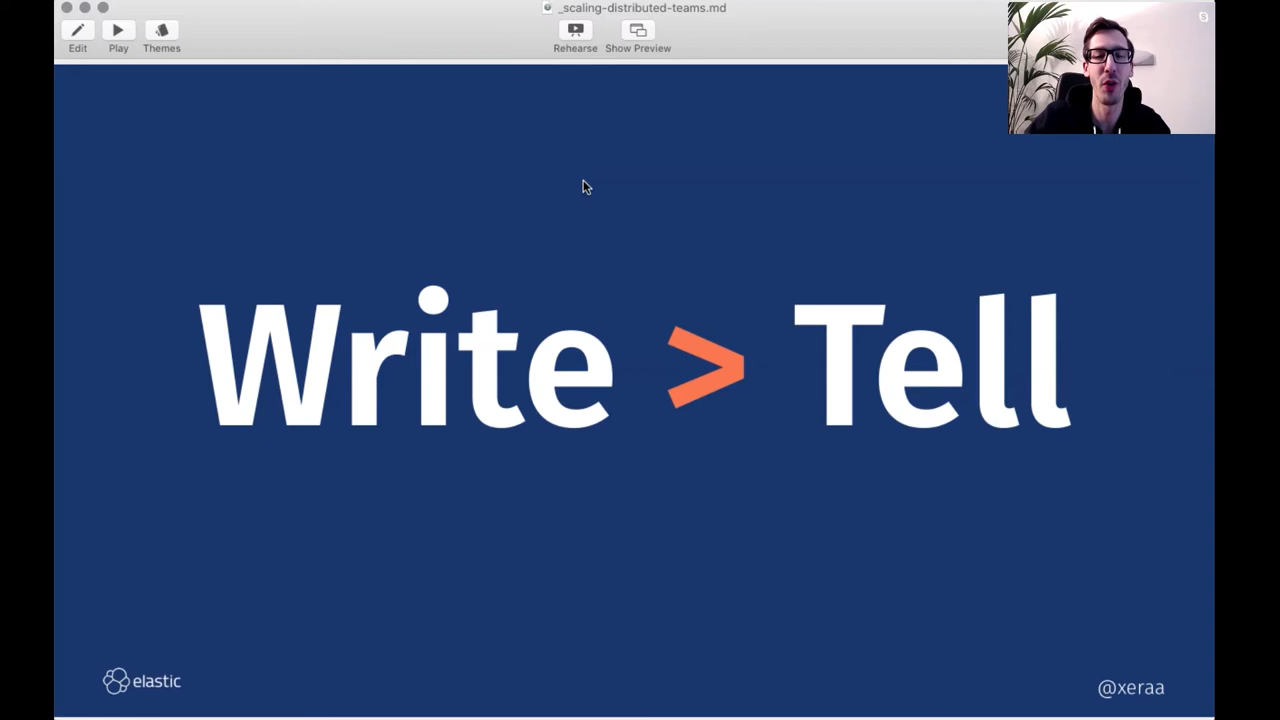 _scaling-distributed-teams.md
Edit Play Themes Rehearse Show Preview
Write > Tell
elastic
@xeraa